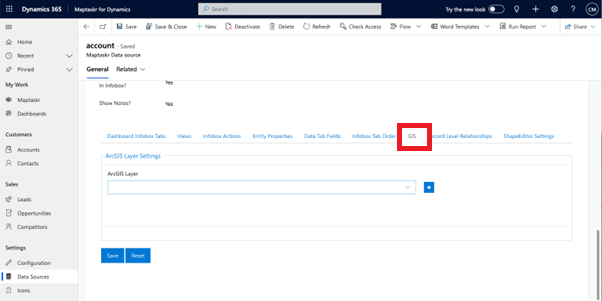 Dynamics 365
Maptaskr for Dynamics
Search
Try the new look
CM
Save
Save & Close
New
Deactivate
Delete
Refresh
Check Access
Flow
Word Templates
Run Report
Share
Home
Recent
Pinned
My Work
Maptaskr
Dashboards
Customers
Accounts
Contacts
Sales
Leads
Opportunities
Competitors
Settings
Configuration
Data Sources
Icons
account - Saved
Maptaskr Data source
General
Related
In Infobox?
Yes
Show Notes?
Yes
Dashboard Infobox Tabs
Views
Infobox Actions
Entity Properties
Data Tab Fields
Infobox Tab Order
GIS
Level Relationships
ShapeEditor Settings
ArcGIS Layer Settings
ArcGIS Layer
Save
Reset